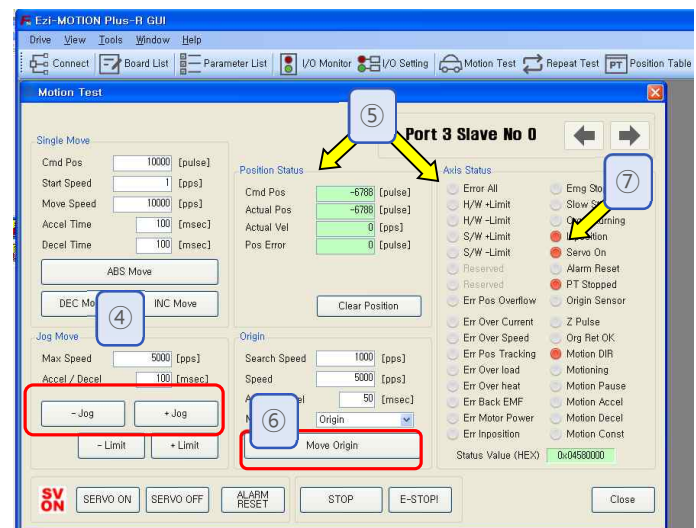 Ezi-MOTION Plus-R GUI
Drive View Tools Window Help
Connect Board List Parameter List I/O Monitor I/O Setting Motion Test Repeat Test PT Position Table
Motion Test
Port 3 Slave No 0
Single Move
Cmd Pos 10000 [pulse]
Start Speed 1 [pps]
Move Speed 10000 [pps]
Accel Time 100 [msec]
Decel Time 100 [msec]
ABS Move
DEC Mo
INC Move
④
Jog Move
Max Speed 5000 [pps]
Accel / Decel 100 [msec]
- Jog
+ Jog
- Limit
+ Limit
⑤
Position Status
Cmd Pos -6788 [pulse]
Actual Pos -6788 [pulse]
Actual Vel 0 [pps]
Pos Error 0 [pulse]
Clear Position
Origin
Search Speed 1000 [pps]
Speed 5000 [pps]
50 [msec]
Origin
⑥
Move Origin
Axis Status
Error All
H/W +Limit
H/W -Limit
S/W +Limit
S/W -Limit
Reserved
Reserved
Err Pos Overflow
Err Over Current
Err Over Speed
Err Pos Tracking
Err Over load
Err Over heat
Err Back EMF
Err Motor Power
Err Inposition
⑦
Emg Sto
Slow S
Inposition
Servo On
Alarm Reset
PT Stopped
Origin Sensor
Z Pulse
Org Ret OK
Motion DIR
Motioning
Motion Pause
Motion Accel
Motion Decel
Motion Const
Status Value (HEX) 0x04580000
SV ON
SERVO ON
SERVO OFF
ALARM RESET
STOP
E-STOP!
Close